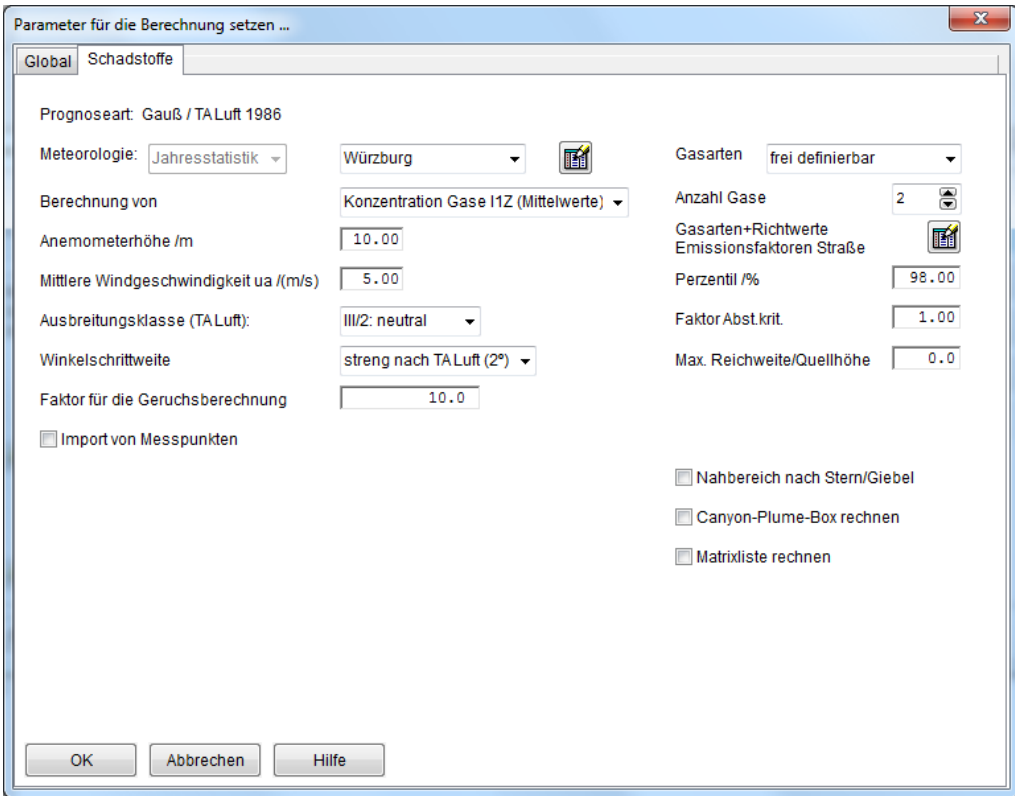 Parameter für die Berechnung setzen ...
Global
Schadstoffe
Prognoseart: Gauß / TA Luft 1986
Meteorologie:
Jahresstatistik
Würzburg
Gasarten
frei definierbar
Berechnung von
Konzentration Gase I1Z (Mittelwerte)
Anzahl Gase
2
Anemometerhöhe /m
10.00
Gasarten+Richtwerte
Emissionsfaktoren Straße
Mittlere Windgeschwindigkeit ua /(m/s)
5.00
Perzentil /%
98.00
Ausbreitungsklasse (TA Luft):
III/2: neutral
Faktor Abst.krit.
1.00
Winkelschrittweite
streng nach TA Luft (2°)
Max. Reichweite/Quellhöhe
0.0
Faktor für die Geruchsberechnung
10.0
Import von Messpunkten
Nahbereich nach Stern/Giebel
Canyon-Plume-Box rechnen
Matrixliste rechnen
OK
Abbrechen
Hilfe